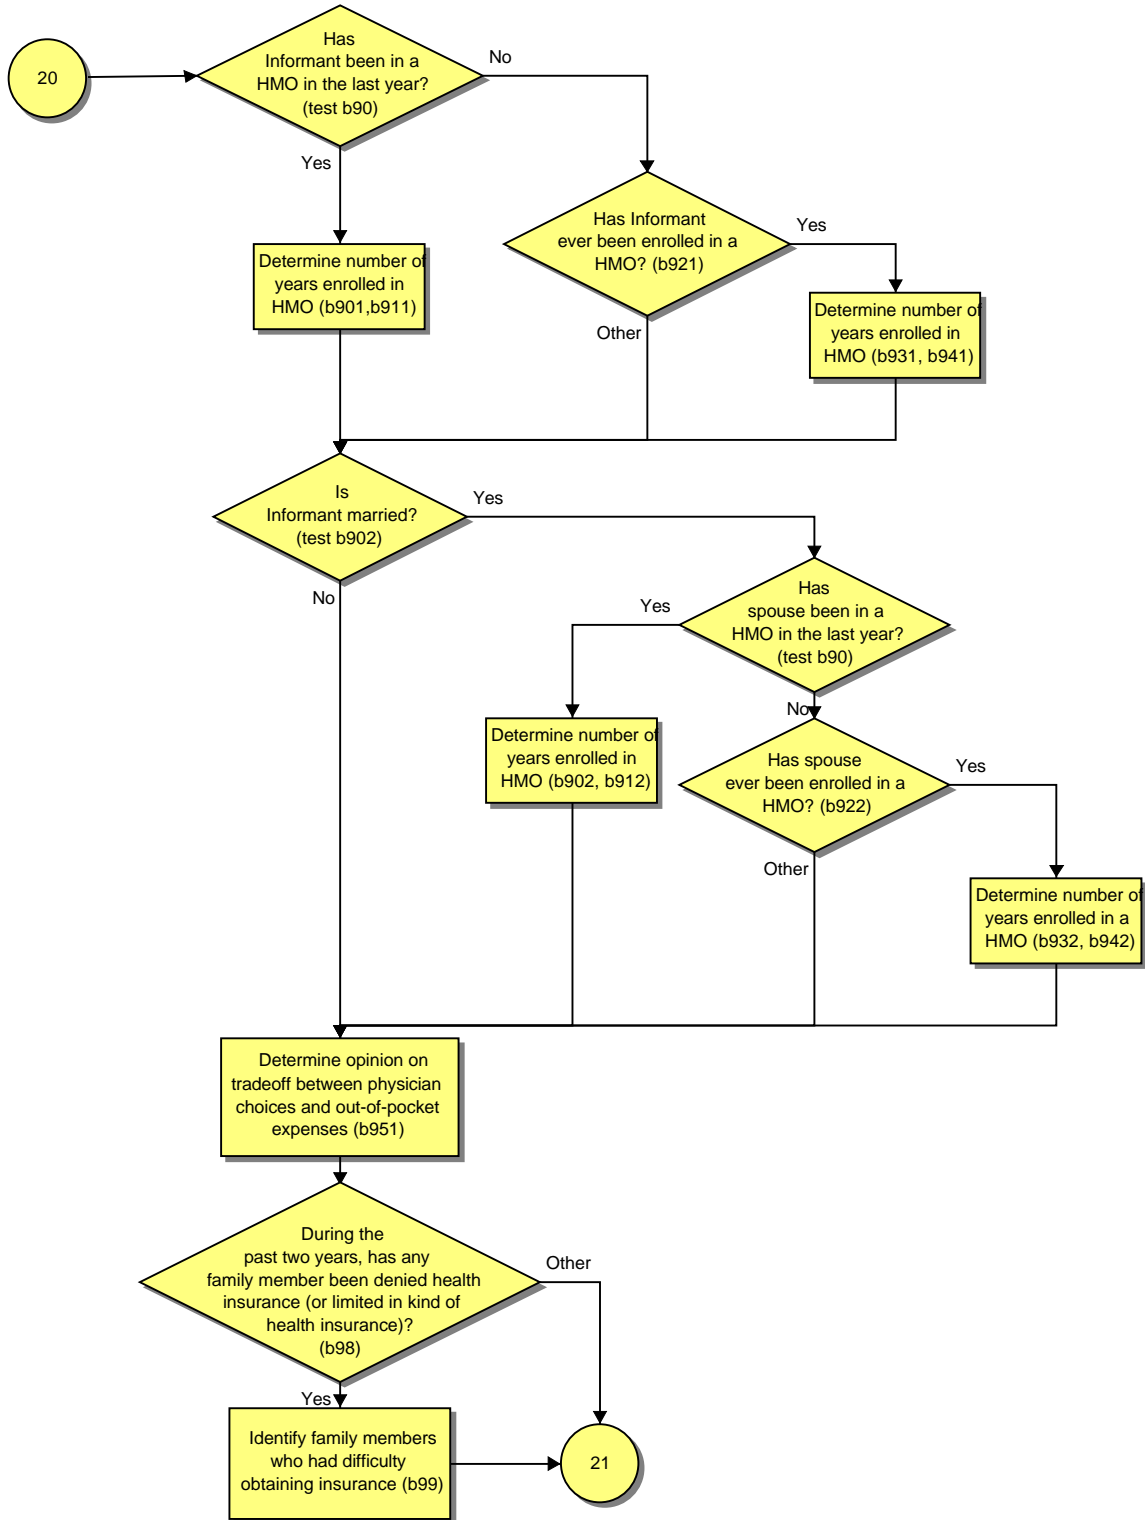 20
Has
Informant been in a
HMO in the last year?
(test b90)
No
Yes
Has Informant
ever been enrolled in a
HMO? (b921)
Yes
Determine number of
years enrolled in
HMO (b901,b911)
Other
Determine number of
years enrolled in
HMO (b931, b941)
Is
Informant married?
(test b902)
Yes
No
Has
spouse been in a
HMO in the last year?
(test b90)
Yes
No
Determine number of
years enrolled in
HMO (b902, b912)
Has spouse
ever been enrolled in a
HMO? (b922)
Yes
Other
Determine number of
years enrolled in a
HMO (b932, b942)
Determine opinion on
tradeoff between physician
choices and out-of-pocket
expenses (b951)
During the
past two years, has any
family member been denied health
insurance (or limited in kind of
health insurance)?
(b98)
Other
Yes
Identify family members
who had difficulty
obtaining insurance (b99)
21